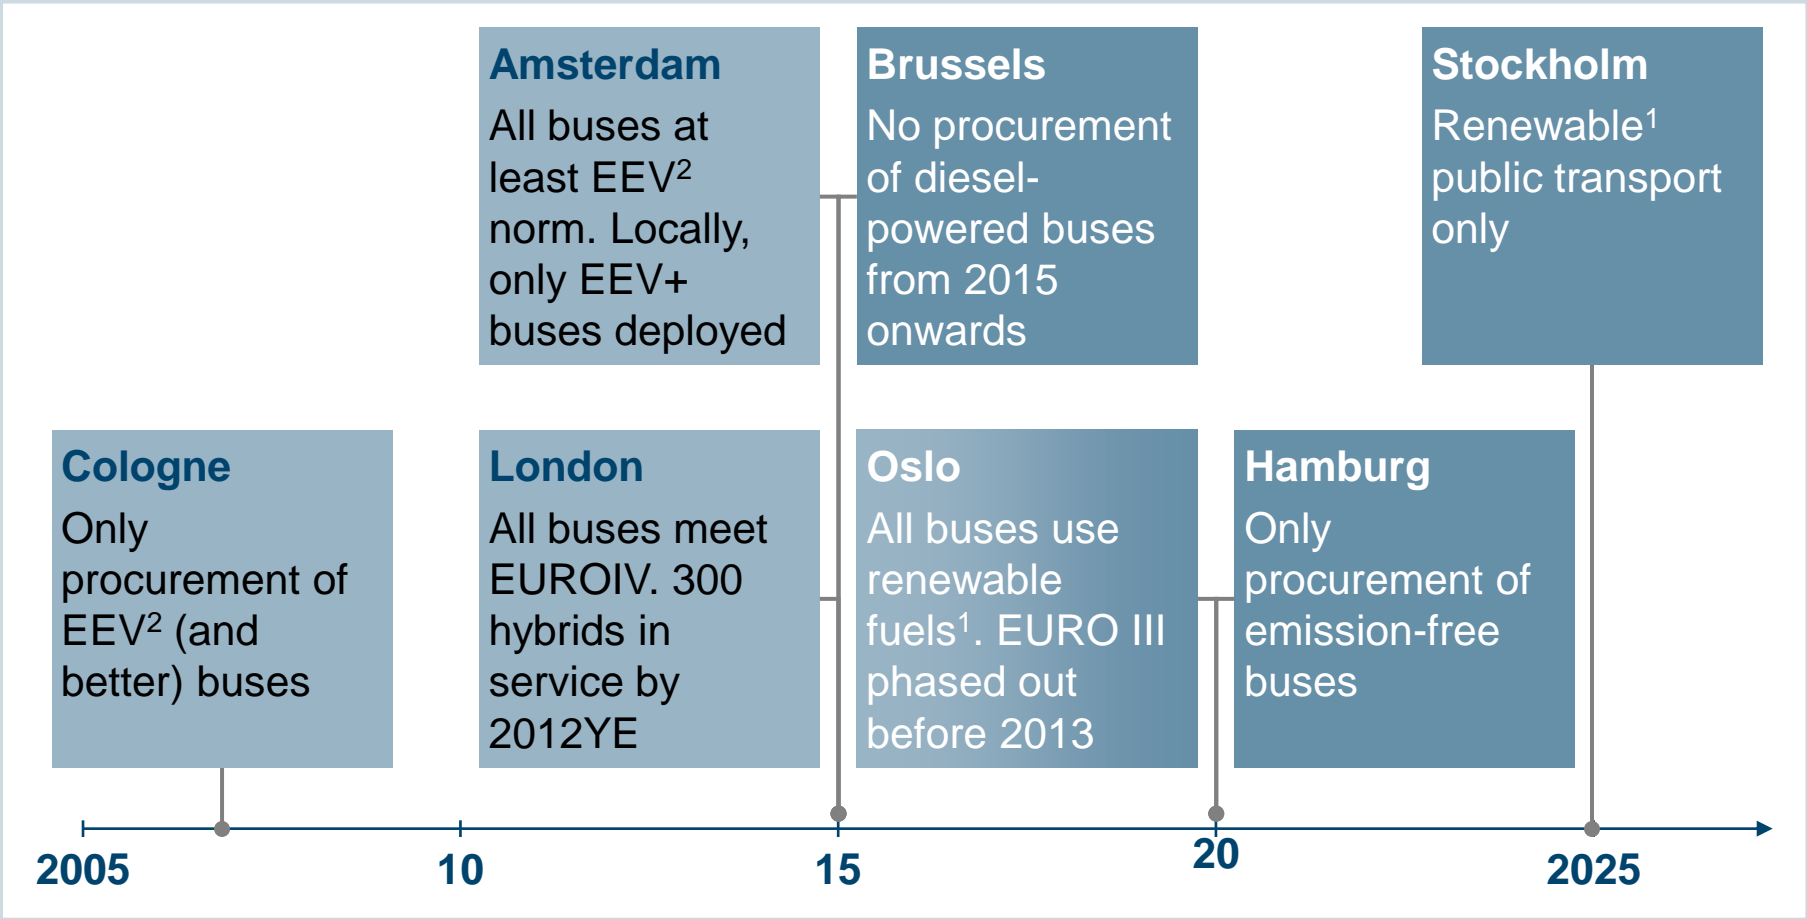 Amsterdam
All buses at
least EEV²
norm. Locally,
only EEV+
buses deployed
Brussels
No procurement
of diesel-
powered buses
from 2015
onwards
Stockholm
Renewable¹
public transport
only
Cologne
Only
procurement of
EEV² (and
better) buses
London
All buses meet
EUROIV. 300
hybrids in
service by
2012YE
Oslo
All buses use
renewable
fuels¹. EURO III
phased out
before 2013
Hamburg
Only
procurement of
emission-free
buses
2005
10
15
20
2025